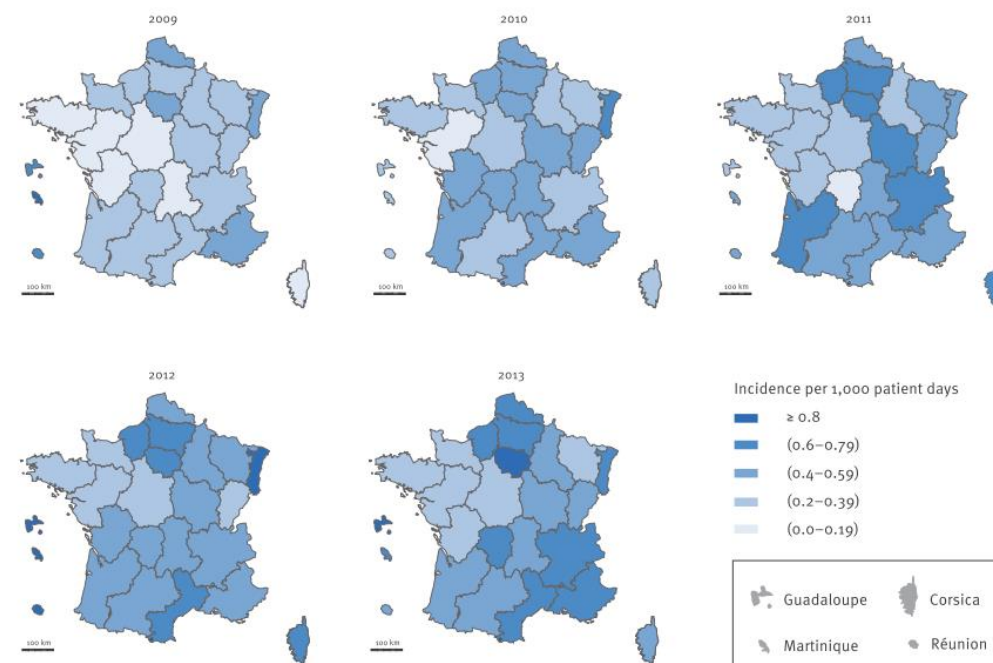 2009
2010
2011
100 km
100 km
100 km
2012
2013
Incidence per 1,000 patient days
≥ 0.8
(0.6–0.79)
(0.4–0.59)
(0.2–0.39)
(0.0–0.19)
Guadaloupe
Corsica
Martinique
Réunion
100 km
100 km